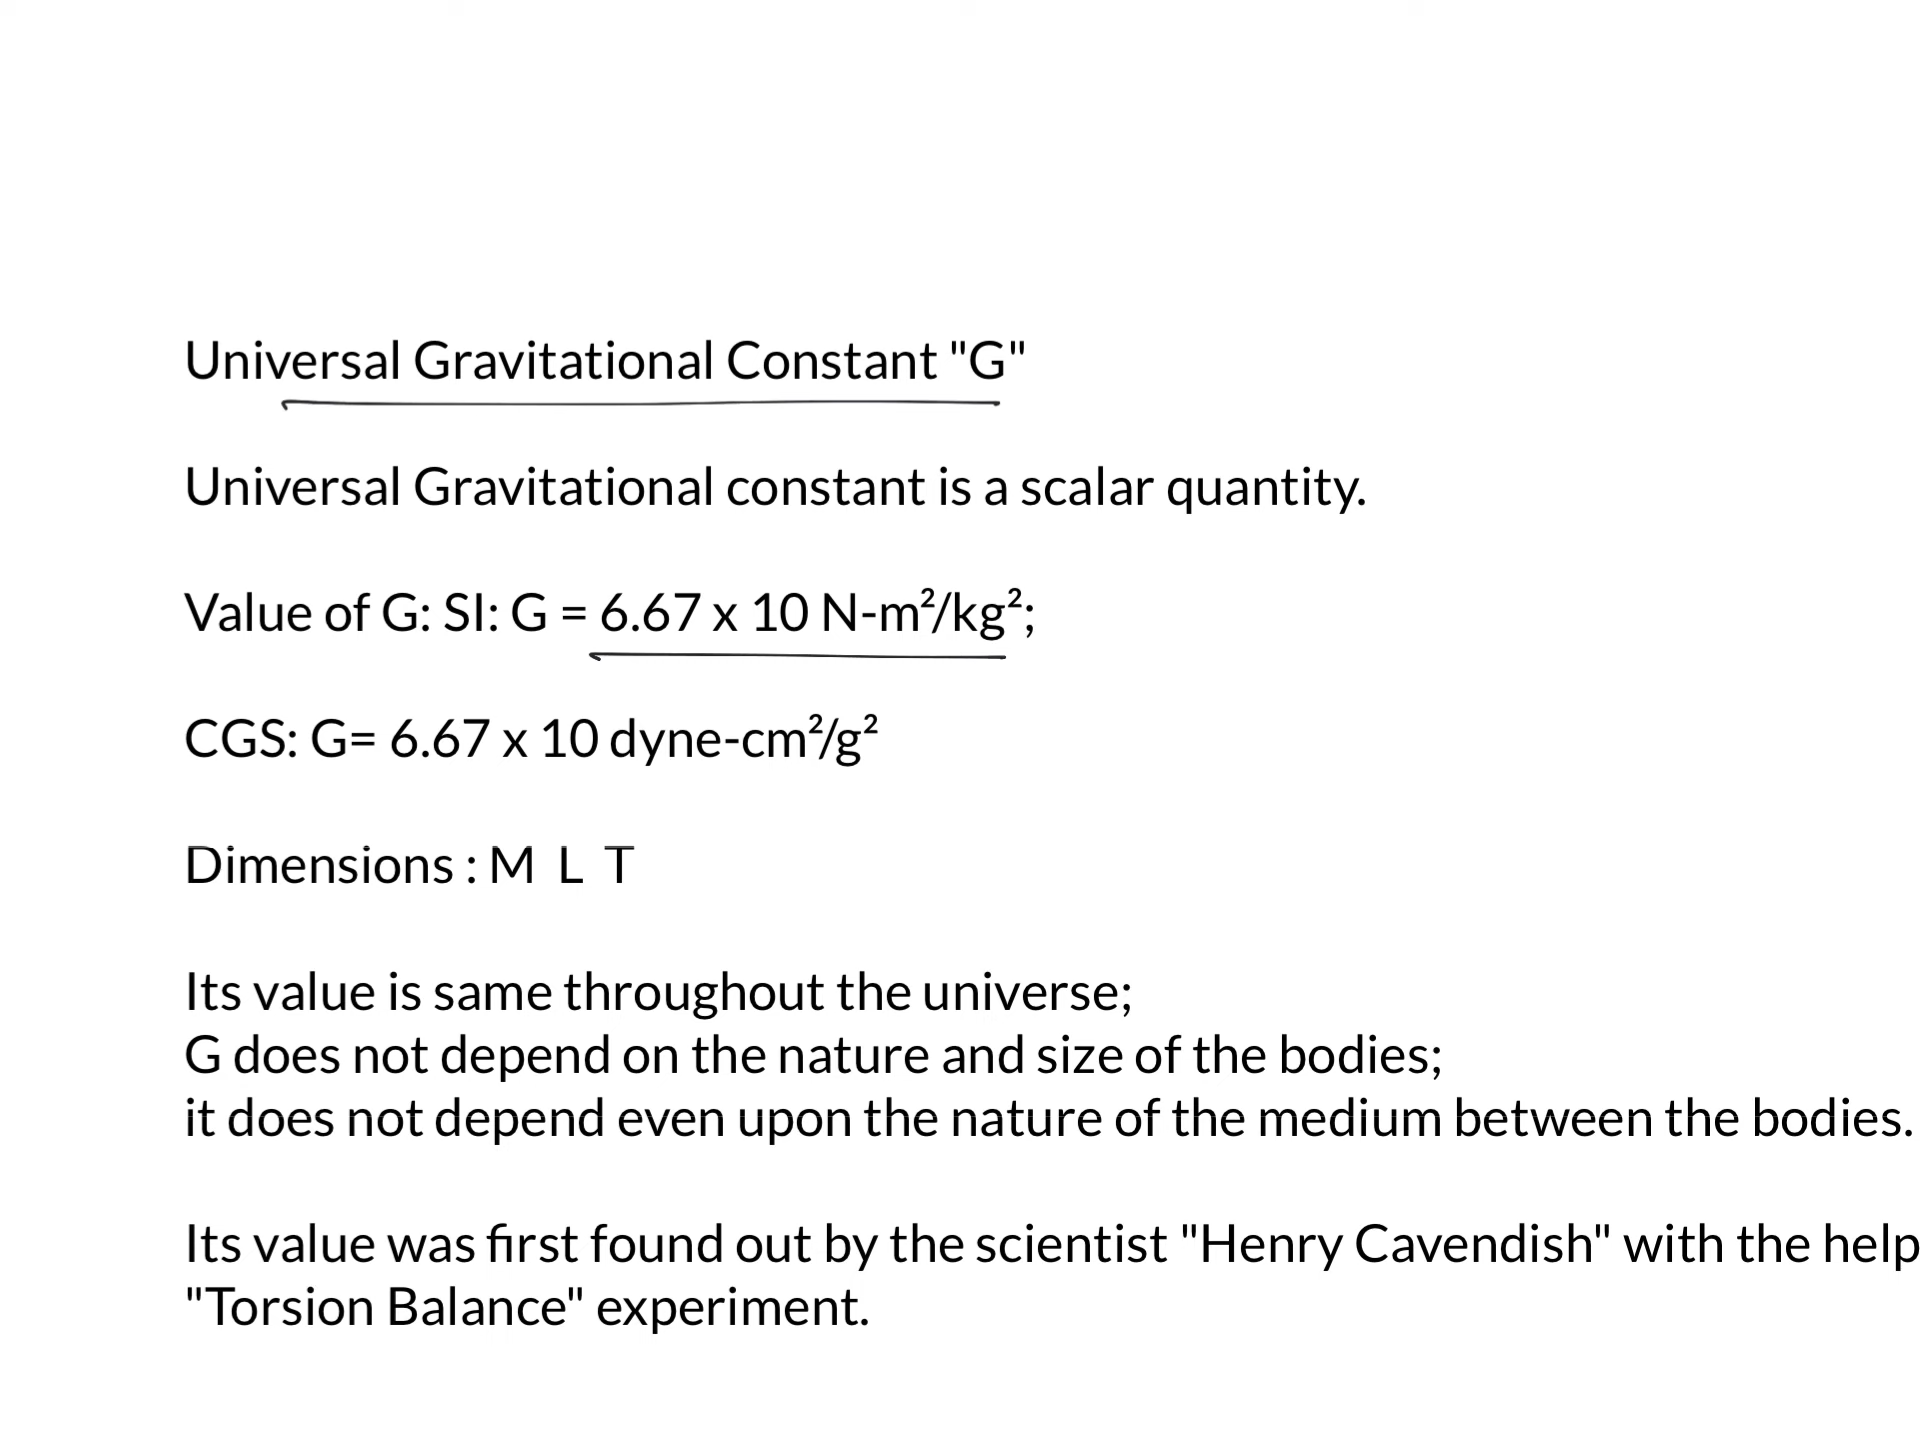 Universal Gravitational Constant "G"
Universal Gravitational constant is a scalar quantity.
Value of G: SI: G = 6.67 x 10 N-m²/kg²;
CGS: G= 6.67 x 10 dyne-cm²/g²
Dimensions : M L T
Its value is same throughout the universe;
G does not depend on the nature and size of the bodies;
it does not depend even upon the nature of the medium between the bodies.
Its value was first found out by the scientist "Henry Cavendish" with the help
"Torsion Balance" experiment.